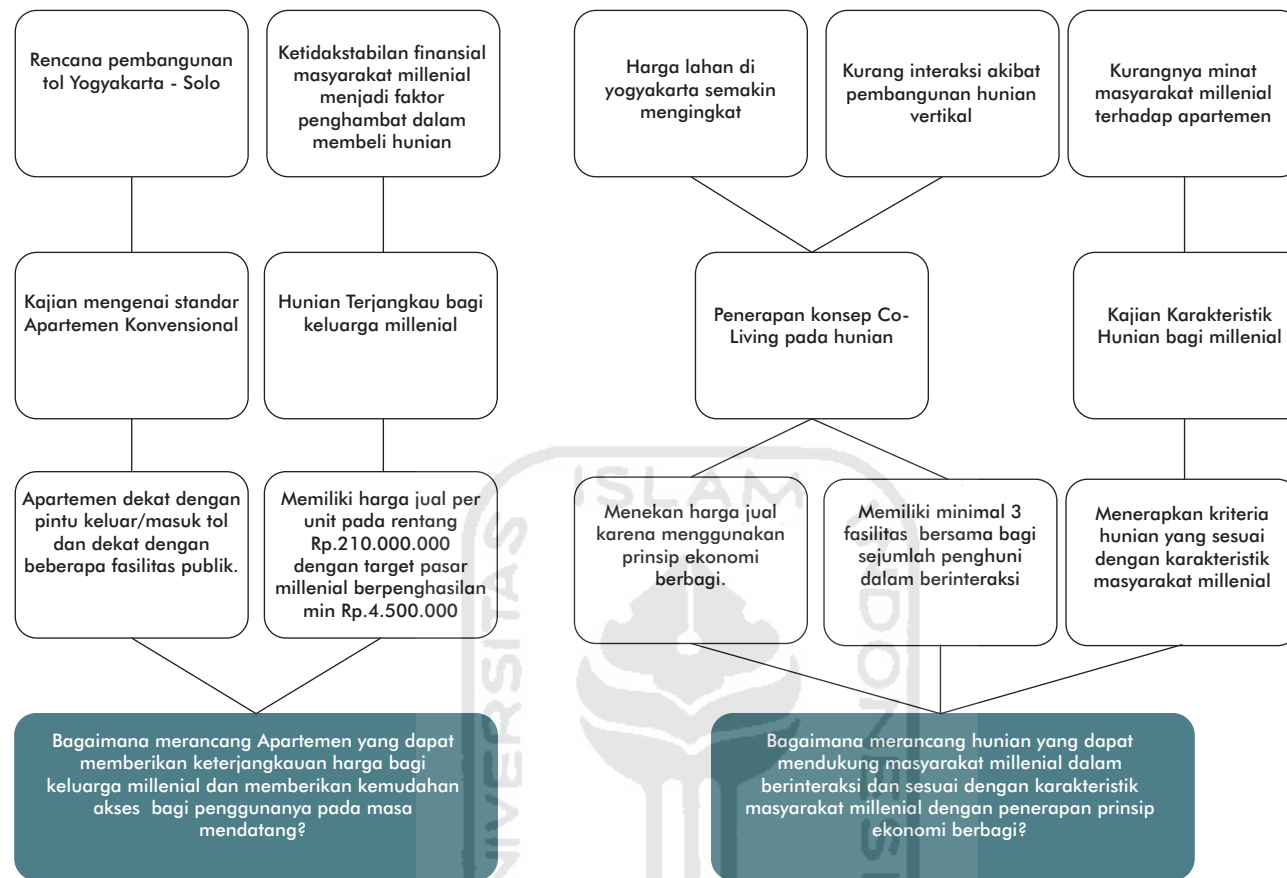 Rencana pembangunan
tol Yogyakarta - Solo
Ketidakstabilan finansial
masyarakat millenial
menjadi faktor
penghambat dalam
membeli hunian
Harga lahan di
yogyakarta semakin
mengingkat
Kurang interaksi akibat
pembangunan hunian
vertikal
Kurangnya minat
masyarakat millenial
terhadap apartemen
Kajian mengenai standar
Apartemen Konvensional
Hunian Terjangkau bagi
keluarga millenial
Penerapan konsep Co-
Living pada hunian
Kajian Karakteristik
Hunian bagi millenial
Apartemen dekat dengan
pintu keluar/masuk tol
dan dekat dengan
beberapa fasilitas publik.
Memiliki harga jual per
unit pada rentang
Rp.210.000.000
dengan target pasar
millenial berpenghasilan
min Rp.4.500.000
Menekan harga jual
karena menggunakan
prinsip ekonomi
berbagi.
Memiliki minimal 3
fasilitas bersama bagi
sejumlah penghuni
dalam berinteraksi
Menerapkan kriteria
hunian yang sesuai
dengan karakteristik
masyarakat millenial
Bagaimana merancang Apartemen yang dapat
memberikan keterjangkauan harga bagi
keluarga millenial dan memberikan kemudahan
akses bagi penggunanya pada masa
mendatang?
Bagaimana merancang hunian yang dapat
mendukung masyarakat millenial dalam
berinteraksi dan sesuai dengan karakteristik
masyarakat millenial dengan penerapan prinsip
ekonomi berbagi?
UNIVERSITAS
ISLAM
INDONESIA